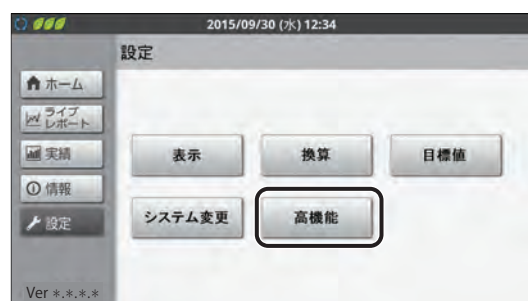 2015/09/30 (水) 12:34
設定
ホーム
ライブ
レポート
実績
情報
設定
表示
換算
目標値
システム変更
高機能
Ver *.*.*.*